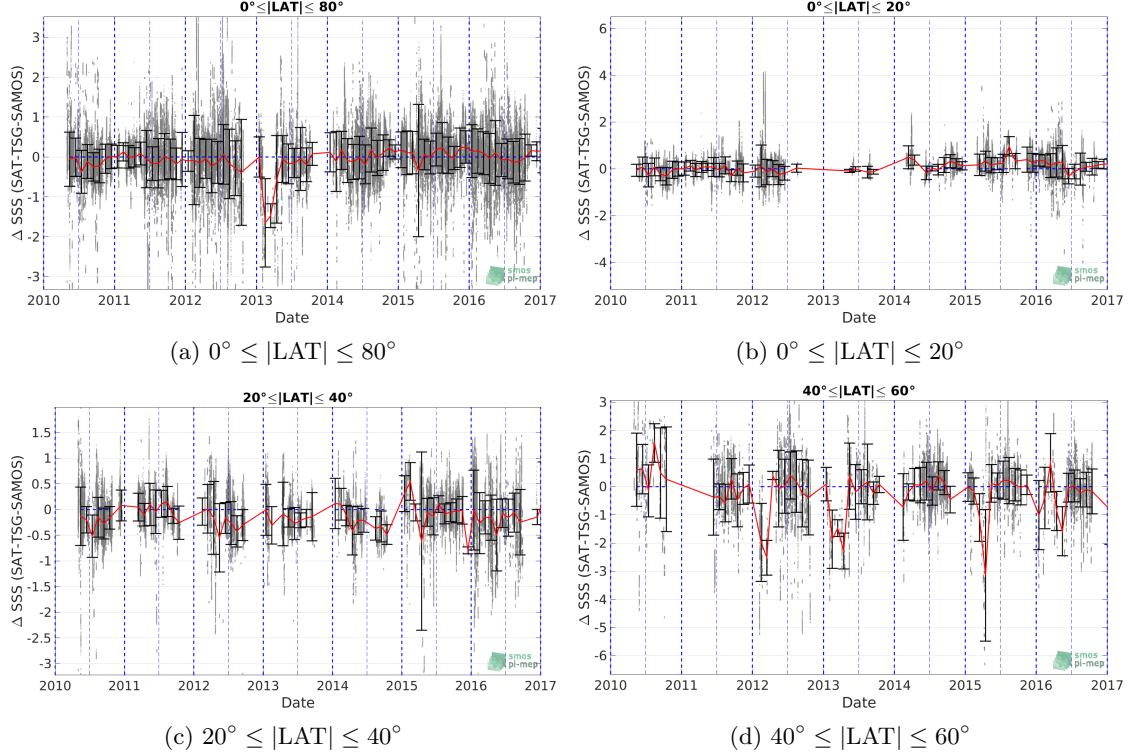 0°≤|LAT|≤ 80°
Δ SSS (SAT-TSG-SAMOS)
3
2
1
0
-1
-2
-3
2010 2011 2012 2013 2014 2015 2016 2017
Date
smos
pi-mep
(a) 0° ≤ |LAT| ≤ 80°
0°≤|LAT|≤ 20°
Δ SSS (SAT-TSG-SAMOS)
6
4
2
0
-2
-4
2010 2011 2012 2013 2014 2015 2016 2017
Date
smos
pi-mep
(b) 0° ≤ |LAT| ≤ 20°
20°≤|LAT|≤ 40°
Δ SSS (SAT-TSG-SAMOS)
1.5
1
0.5
0
-0.5
-1
-1.5
-2
-2.5
-3
2010 2011 2012 2013 2014 2015 2016 2017
Date
smos
pi-mep
(c) 20° ≤ |LAT| ≤ 40°
40°≤|LAT|≤ 60°
Δ SSS (SAT-TSG-SAMOS)
3
2
1
0
-1
-2
-3
-4
-5
-6
2010 2011 2012 2013 2014 2015 2016 2017
Date
smos
pi-mep
(d) 40° ≤ |LAT| ≤ 60°